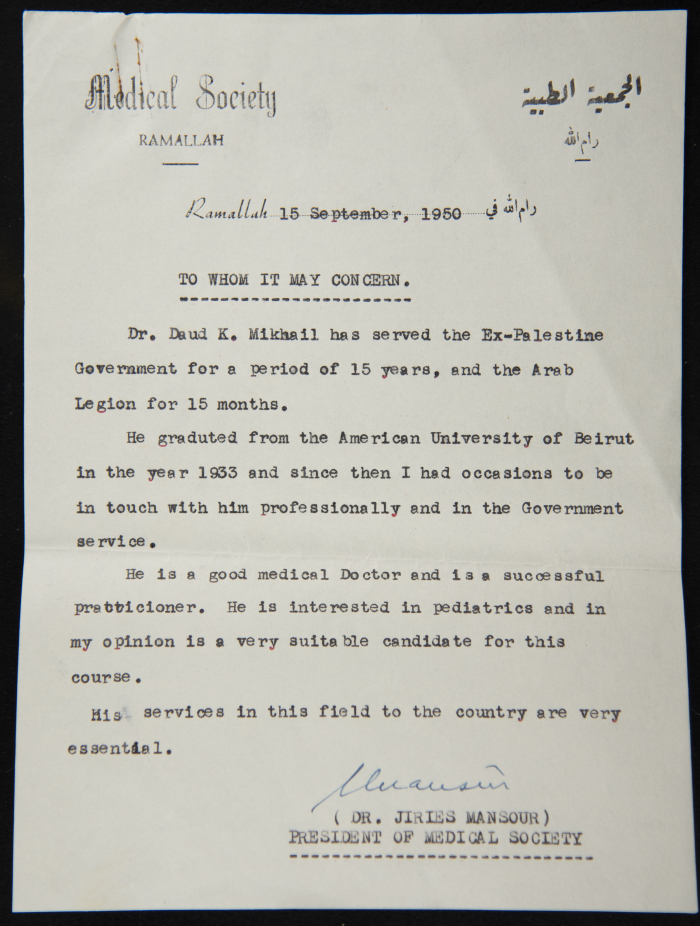 Medical Society
RAMALLAH
الجمعية الطبية
رام الله
Ramallah 15 September, 1950 رام الله في
TO WHOM IT MAY CONCERN.
Dr. Daud K. Mikhail has served the Ex-Palestine
Government for a period of 15 years, and the Arab
Legion for 15 months.
He graduted from the American University of Beirut
in the year 1933 and since then I had occasions to be
in touch with him professionally and in the Government
service.
He is a good medical Doctor and is a successful
pratticioner. He is interested in pediatrics and in
my opinion is a very suitable candidate for this
course.
His services in this field to the country are very
essential.
Mansour
( DR. JIRIES MANSOUR)
PRESIDENT OF MEDICAL SOCIETY